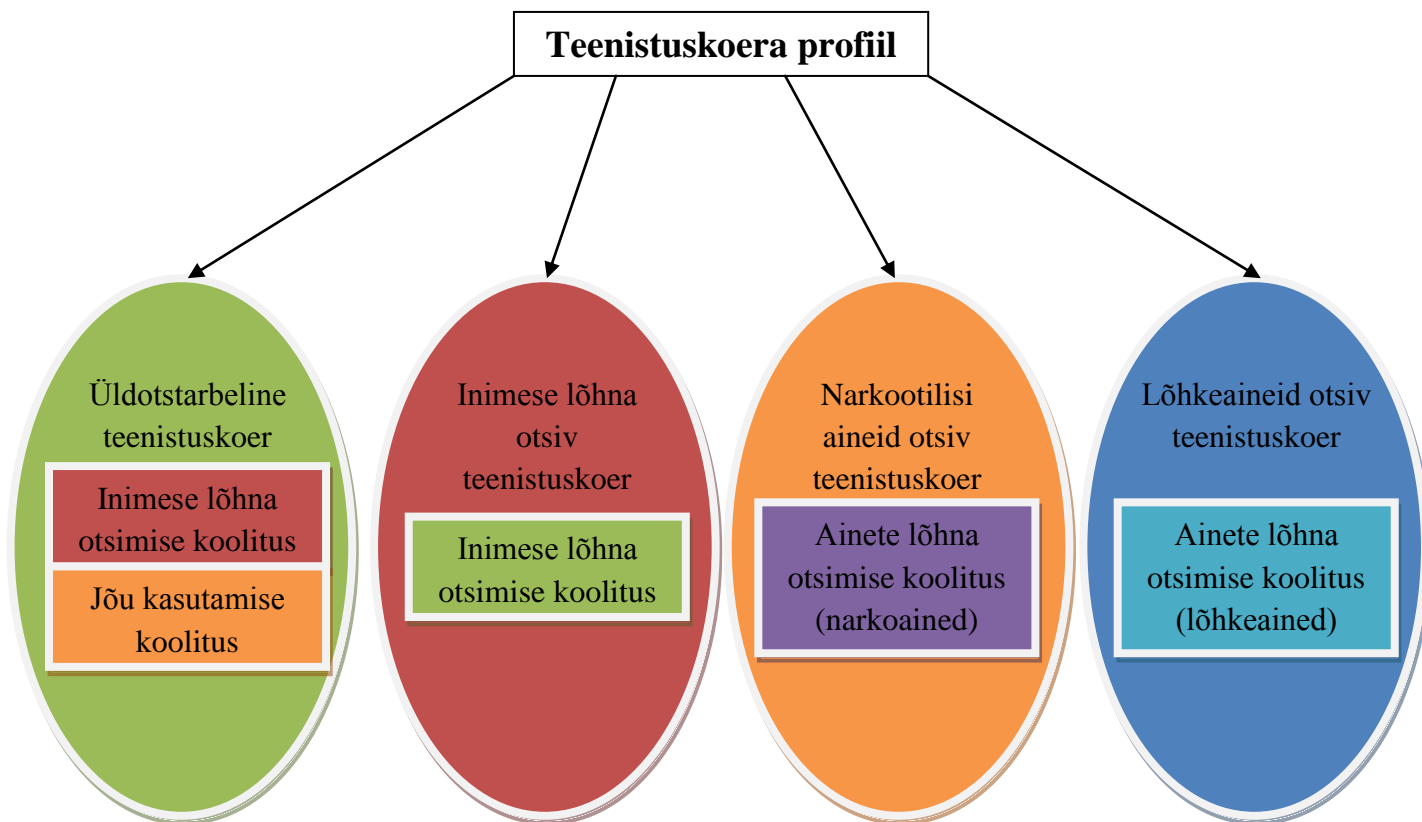 Teenistuskoera profiil
Üldotstarbeline
teenistuskoer
Inimese lõhna
otsimise koolitus
Jõu kasutamise
koolitus
Inimese lõhna
otsiv
teenistuskoer
Inimese lõhna
otsimise koolitus
Narkootilisi
aineid otsiv
teenistuskoer
Ainete lõhna
otsimise koolitus
(narkoained)
Lõhkeaineid otsiv
teenistuskoer
Ainete lõhna
otsimise koolitus
(lõhkeained)